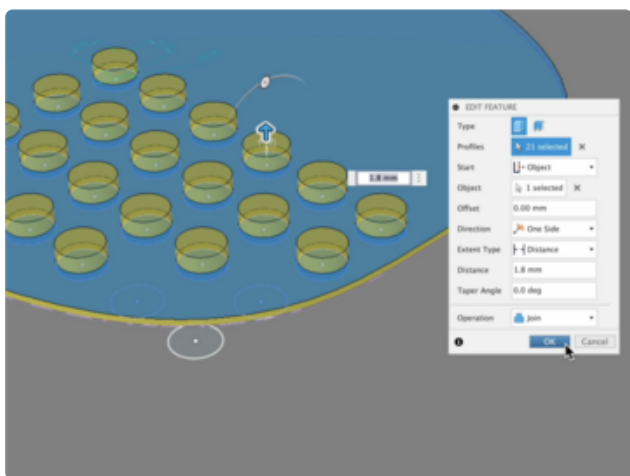 EDIT FEATURE
Type
Profiles 21 selected
Start Object
Object 1 selected
Offset 0.00 mm
Direction One Side
Extent Type Distance
Distance 1.8 mm
Taper Angle 0.0 deg
Operation Join
OK Cancel
1.8 mm